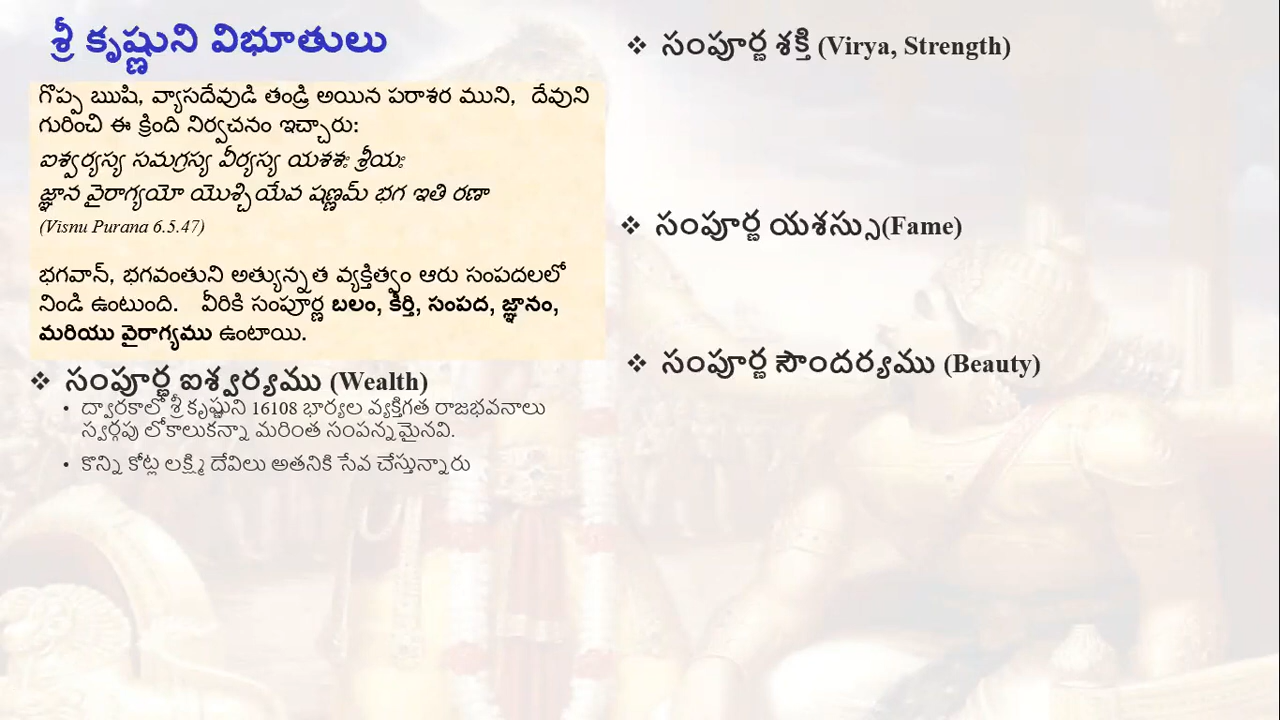 శ్రీ కృష్ణుని విభూతులు
గొప్ప ఋషి, వ్యాసదేవుడి తండ్రి అయిన పరాశర ముని, దేవుని
గురించి ఈ క్రింది నిర్వచనం ఇచ్చారు:
ఐశ్వర్యస్య సమగ్రస్య వీర్యస్య యశశః శ్రీయః
జ్ఞాన వైరాగ్యయో యొశ్చియేవ షణ్ణమ్ భగ ఇతి రణా
(Visnu Purana 6.5.47)
భగవాన్, భగవంతుని అత్యున్నత వ్యక్తిత్వం ఆరు సంపదలలో
నిండి ఉంటుంది. వీరికి సంపూర్ణ బలం, కీర్తి, సంపద, జ్ఞానం,
మరియు వైరాగ్యము ఉంటాయి.
❖ సంపూర్ణ ఐశ్వర్యము (Wealth)
• ద్వారకాలో శ్రీ కృష్ణుని 16108 భార్యల వ్యక్తిగత రాజభవనాలు
స్వర్గపు లోకాలుకన్నా మరింత సంపన్నమైనవి.
• కొన్ని కోట్ల లక్ష్మి దేవిలు అతనికి సేవ చేస్తున్నారు
❖ సంపూర్ణ శక్తి (Virya, Strength)
❖ సంపూర్ణ యశస్సు(Fame)
❖ సంపూర్ణ సౌందర్యము (Beauty)